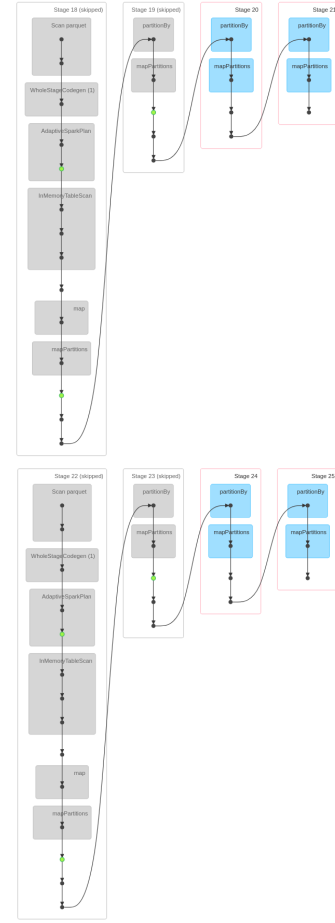 Stage 18 (skipped)
Scan parquet
WholeStageCodegen (1)
AdaptiveSparkPlan
InMemoryTableScan
map
mapPartitions
Stage 19 (skipped)
partitionBy
mapPartitions
Stage 20
partitionBy
mapPartitions
Stage 21
partitionBy
mapPartitions
Stage 22 (skipped)
Scan parquet
WholeStageCodegen (1)
AdaptiveSparkPlan
InMemoryTableScan
map
mapPartitions
Stage 23 (skipped)
partitionBy
mapPartitions
Stage 24
partitionBy
mapPartitions
Stage 25
partitionBy
mapPartitions